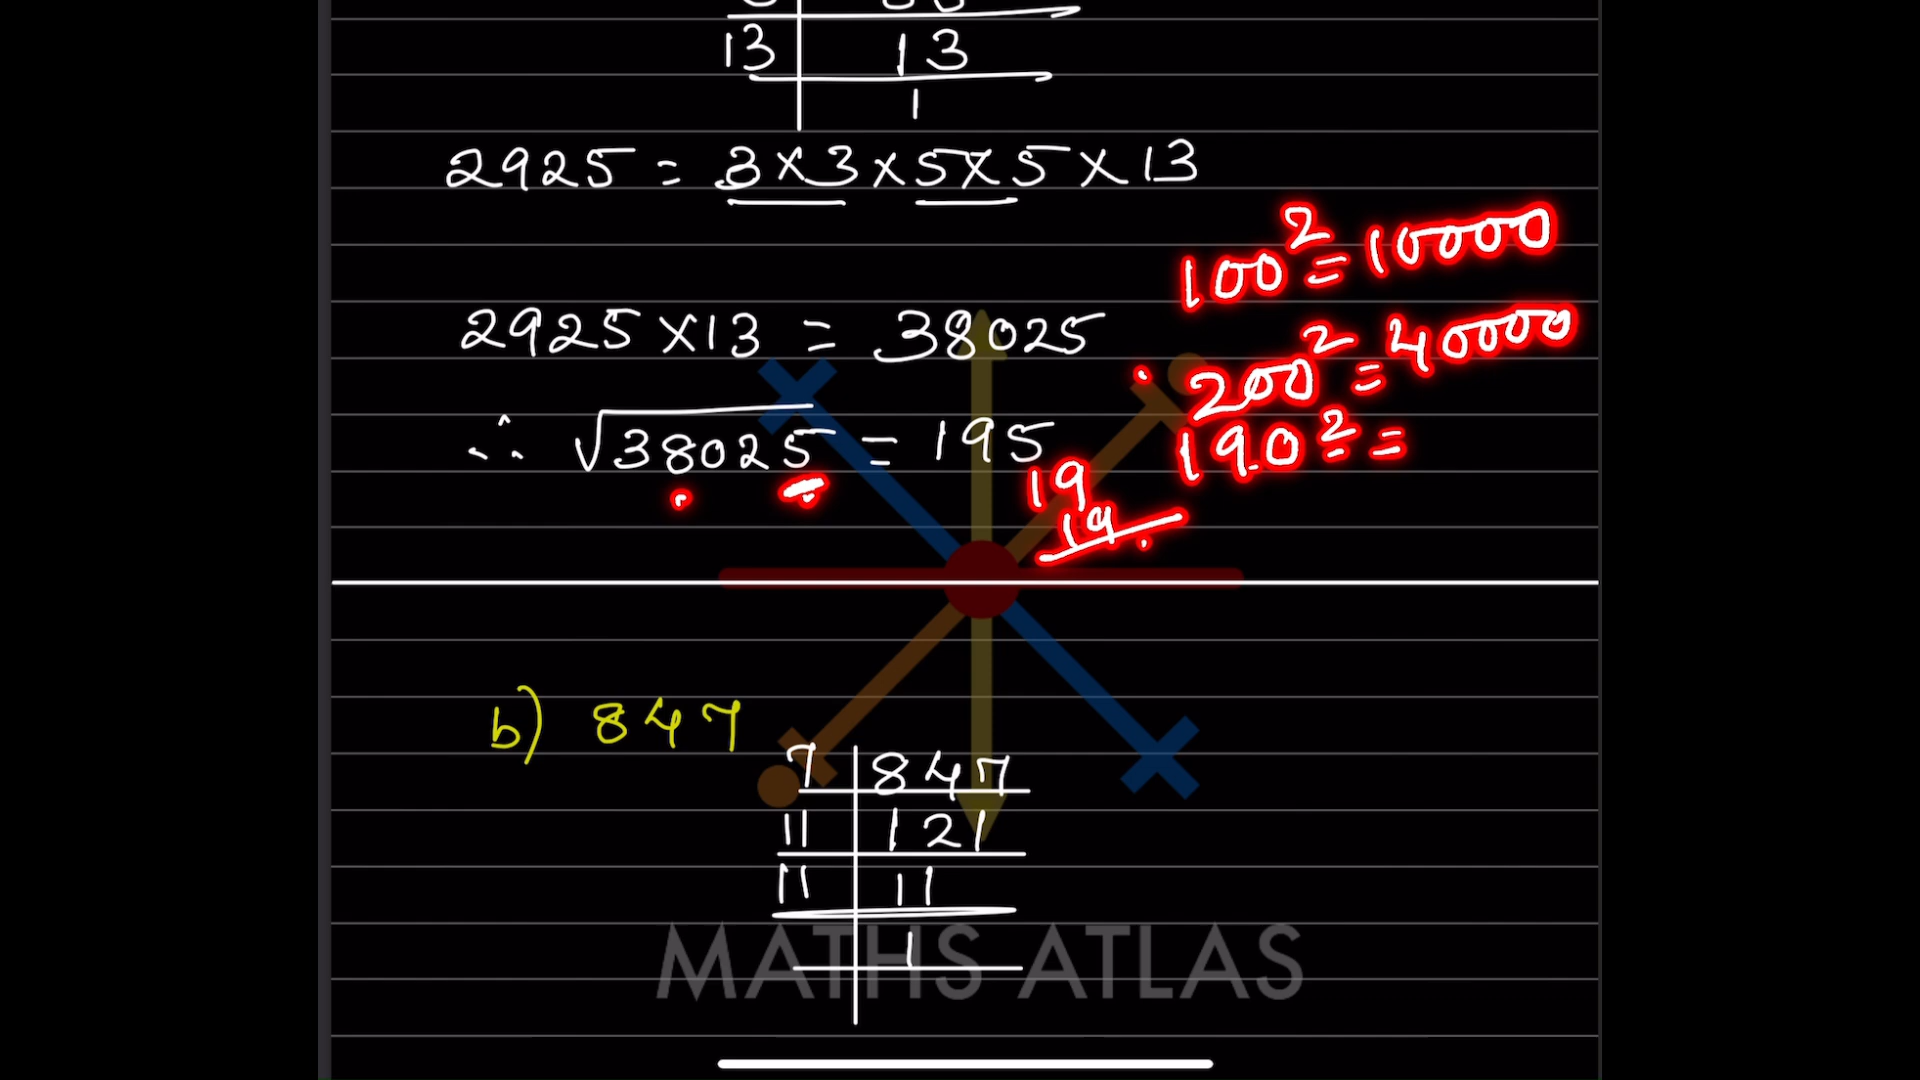 13 | 13
1
2925 = 3×3×5×5×13
100² = 10000
2925 ×13 = 38025
200² = 40000
∴ √38025 = 195
190² =
19
19
b) 847
7 | 847
11 | 121
11 | 11
1
MATHS ATLAS